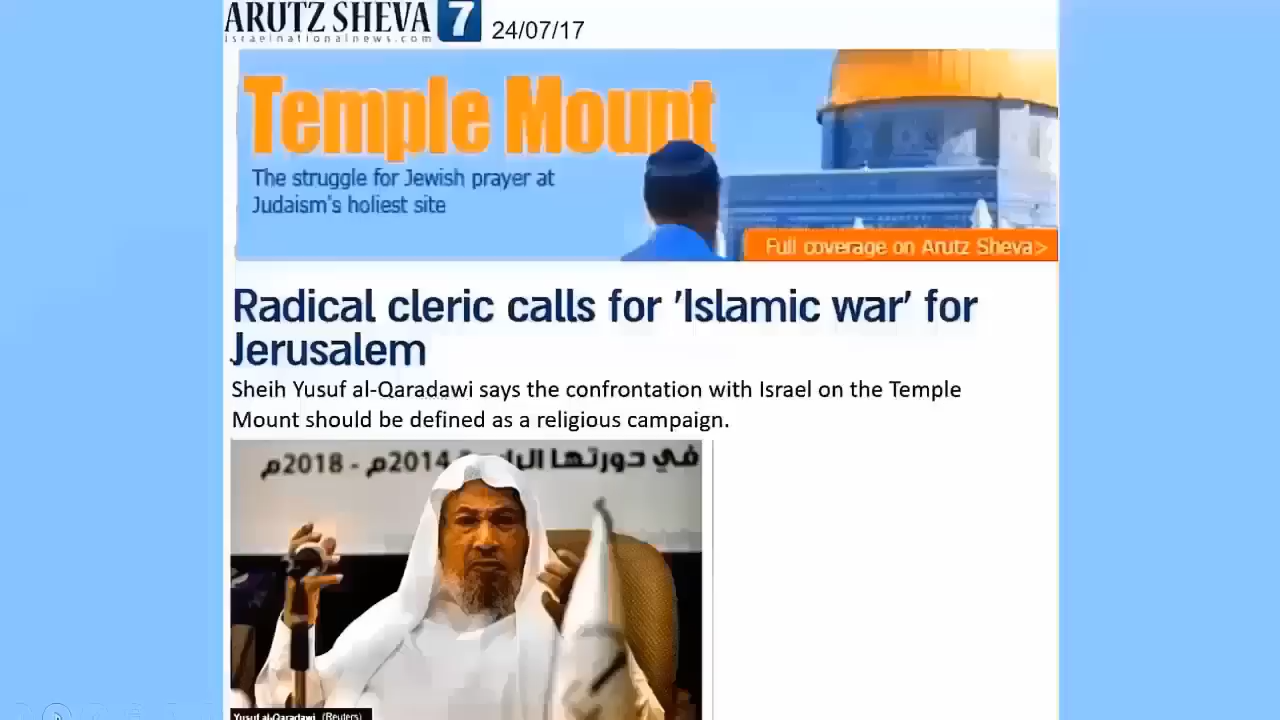 ARUTZ SHEVA 7
israelnationalnews.com
24/07/17
Temple Mount
The struggle for Jewish prayer at
Judaism's holiest site
Full coverage on Arutz Sheva>
Radical cleric calls for 'Islamic war' for
Jerusalem
Sheih Yusuf al-Qaradawi says the confrontation with Israel on the Temple
Mount should be defined as a religious campaign.
في دورتها 2014م - 2018م
Yusuf al-Qaradawi (Reuters)